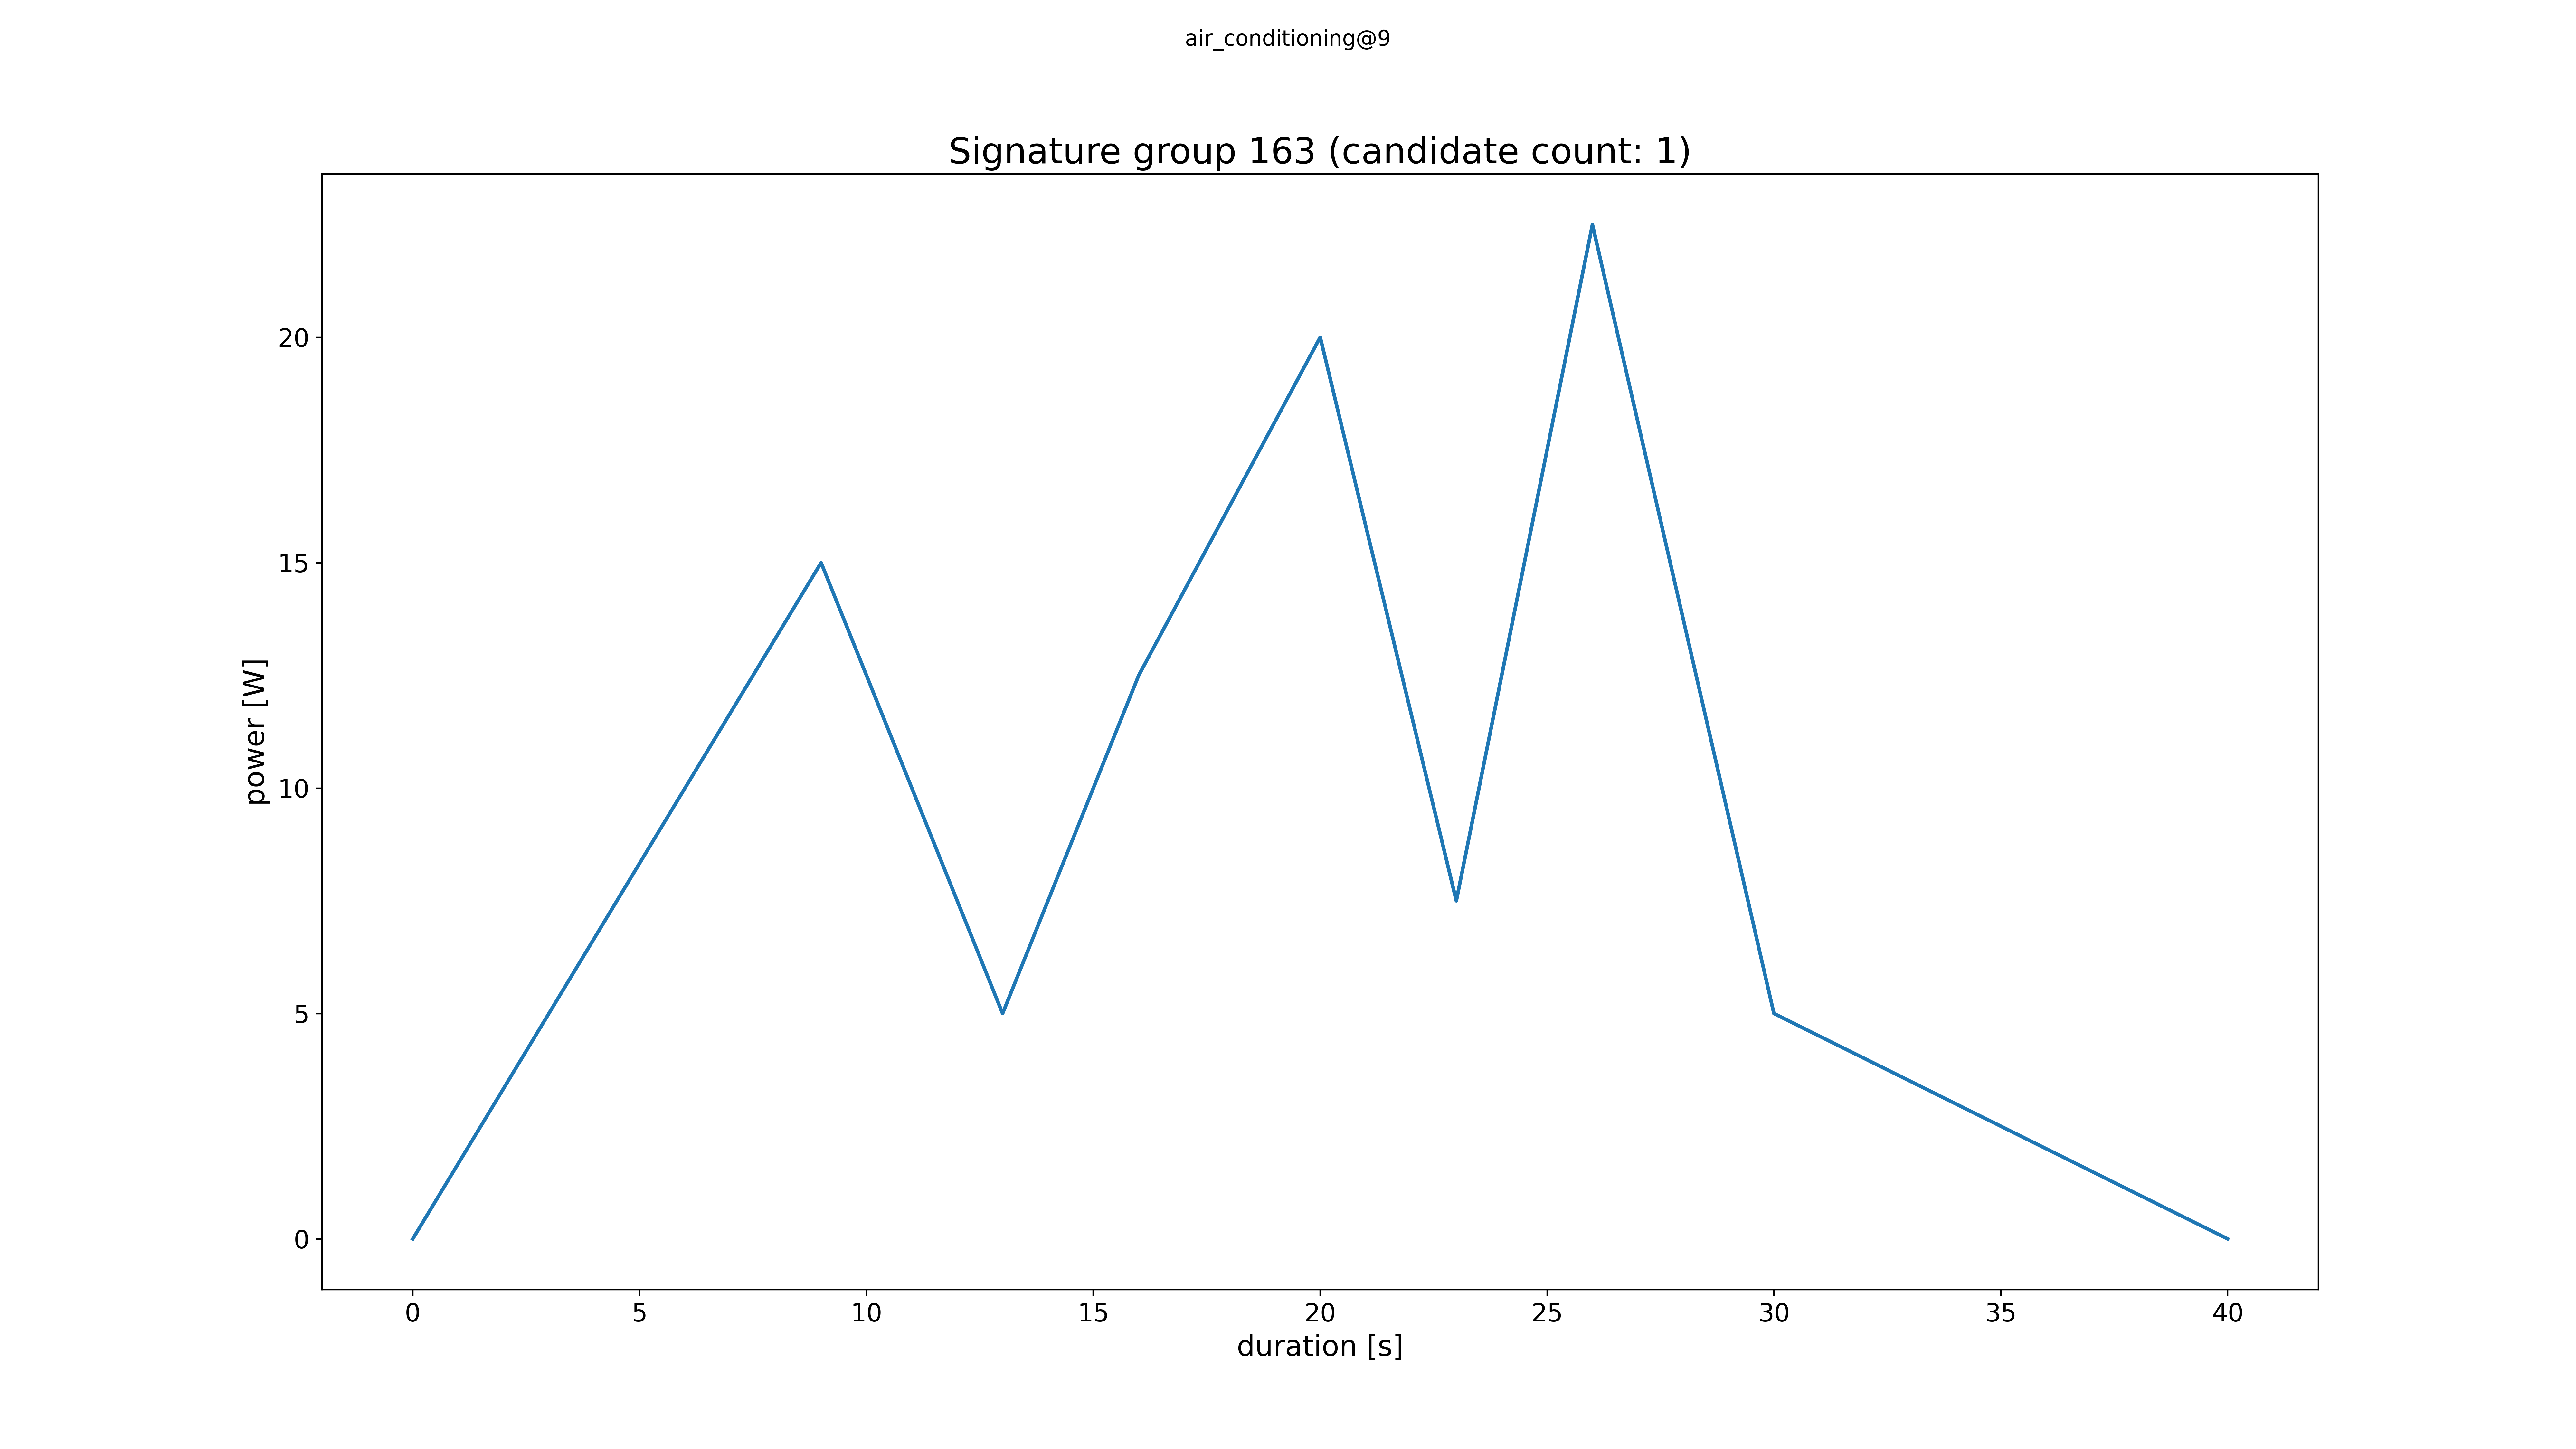 air_conditioning@9
Signature group 163 (candidate count: 1)
power [W]
20
15
10
5
0
0 5 10 15 20 25 30 35 40
duration [s]